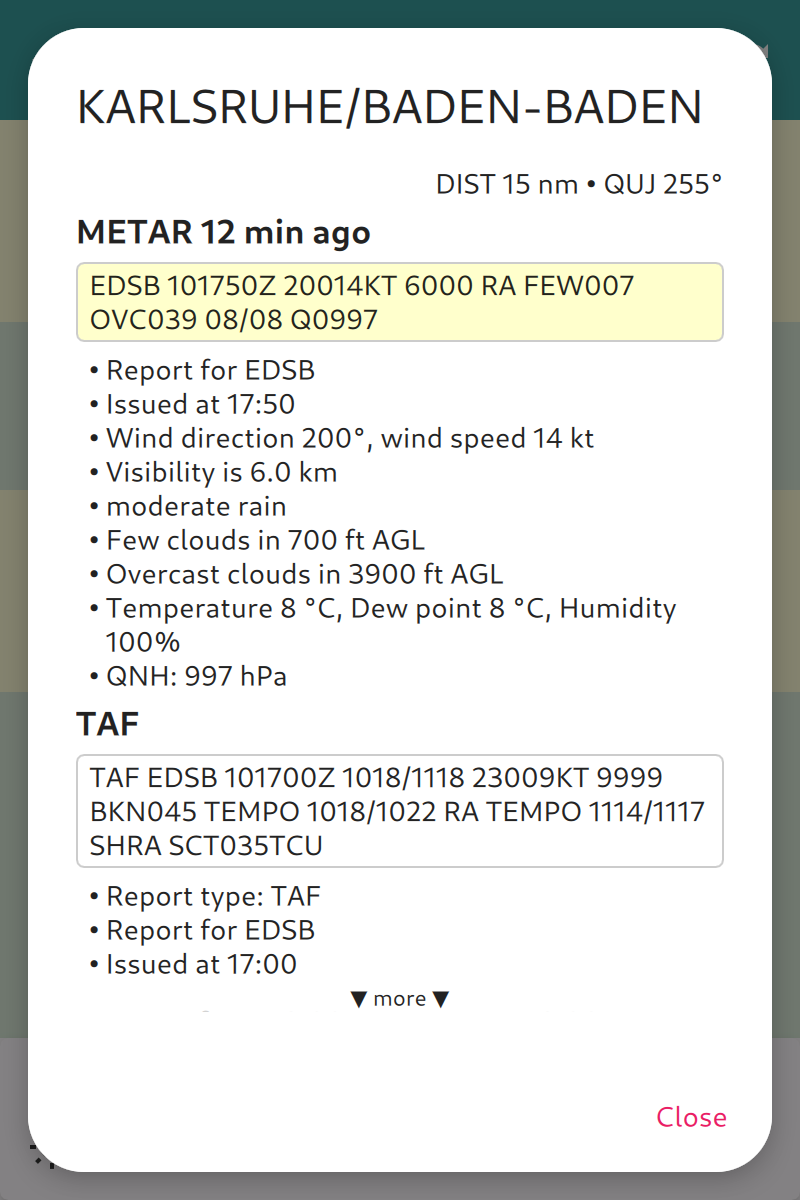 KARLSRUHE/BADEN-BADEN
DIST 15 nm • QUJ 255°
METAR 12 min ago
EDSB 101750Z 20014KT 6000 RA FEW007
OVC039 08/08 Q0997
• Report for EDSB
• Issued at 17:50
• Wind direction 200°, wind speed 14 kt
• Visibility is 6.0 km
• moderate rain
• Few clouds in 700 ft AGL
• Overcast clouds in 3900 ft AGL
• Temperature 8 °C, Dew point 8 °C, Humidity
100%
• QNH: 997 hPa
TAF
TAF EDSB 101700Z 1018/1118 23009KT 9999
BKN045 TEMPO 1018/1022 RA TEMPO 1114/1117
SHRA SCT035TCU
• Report type: TAF
• Report for EDSB
• Issued at 17:00
▼ more ▼
Close